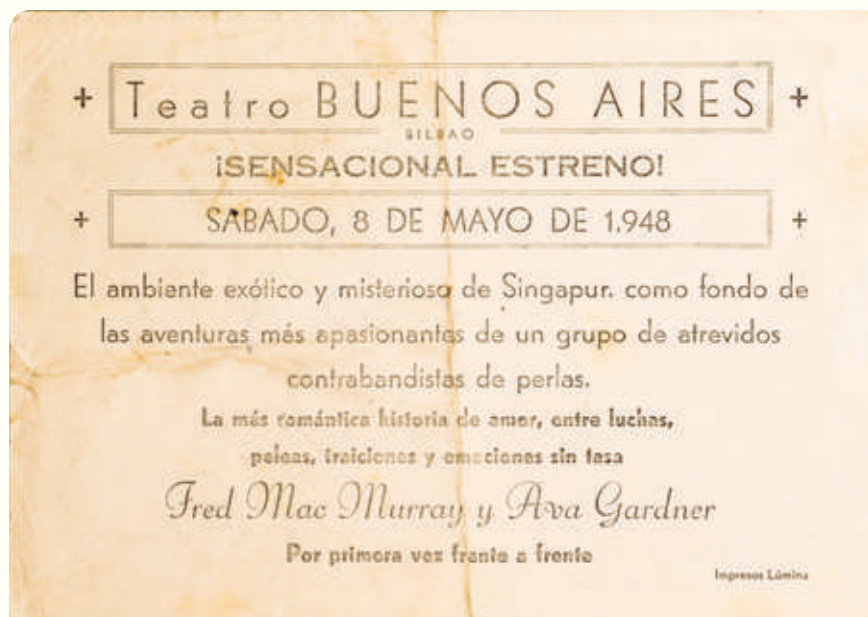 + Teatro BUENOS AIRES +
BILBAO
¡SENSACIONAL ESTRENO!
+ SABADO, 8 DE MAYO DE 1.948 +
El ambiente exótico y misterioso de Singapur. como fondo de
las aventuras más apasionantes de un grupo de atrevidos
contrabandistas de perlas.
La más romántica historia de amor, entre luchas,
peleas, traiciones y emociones sin tasa
Fred Mac Murray y Ava Gardner
Por primera vez frente a frente
Impresos Lúmina